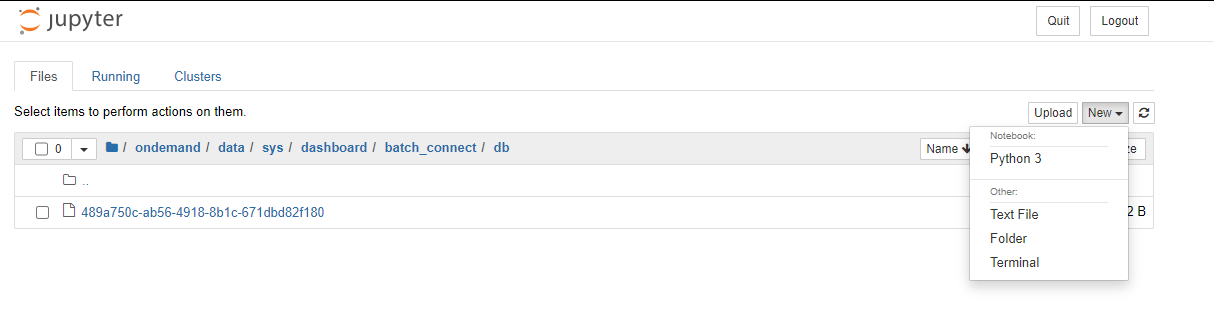 jupyter
Quit Logout
Files Running Clusters
Select items to perform actions on them.
Upload New
0 / ondemand / data / sys / dashboard / batch_connect / db
Name
Notebook:
Python 3
..
Other:
489a750c-ab56-4918-8b1c-671dbd82f180
Text File
Folder
Terminal